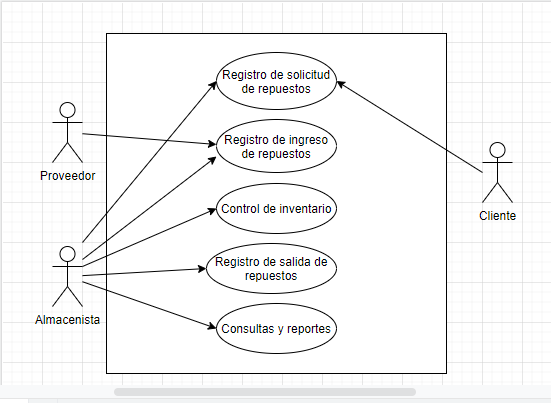 Registro de solicitud
de repuestos
Proveedor
Registro de ingreso
de repuestos
Control de inventario
Cliente
Registro de salida de
repuestos
Almacenista
Consultas y reportes